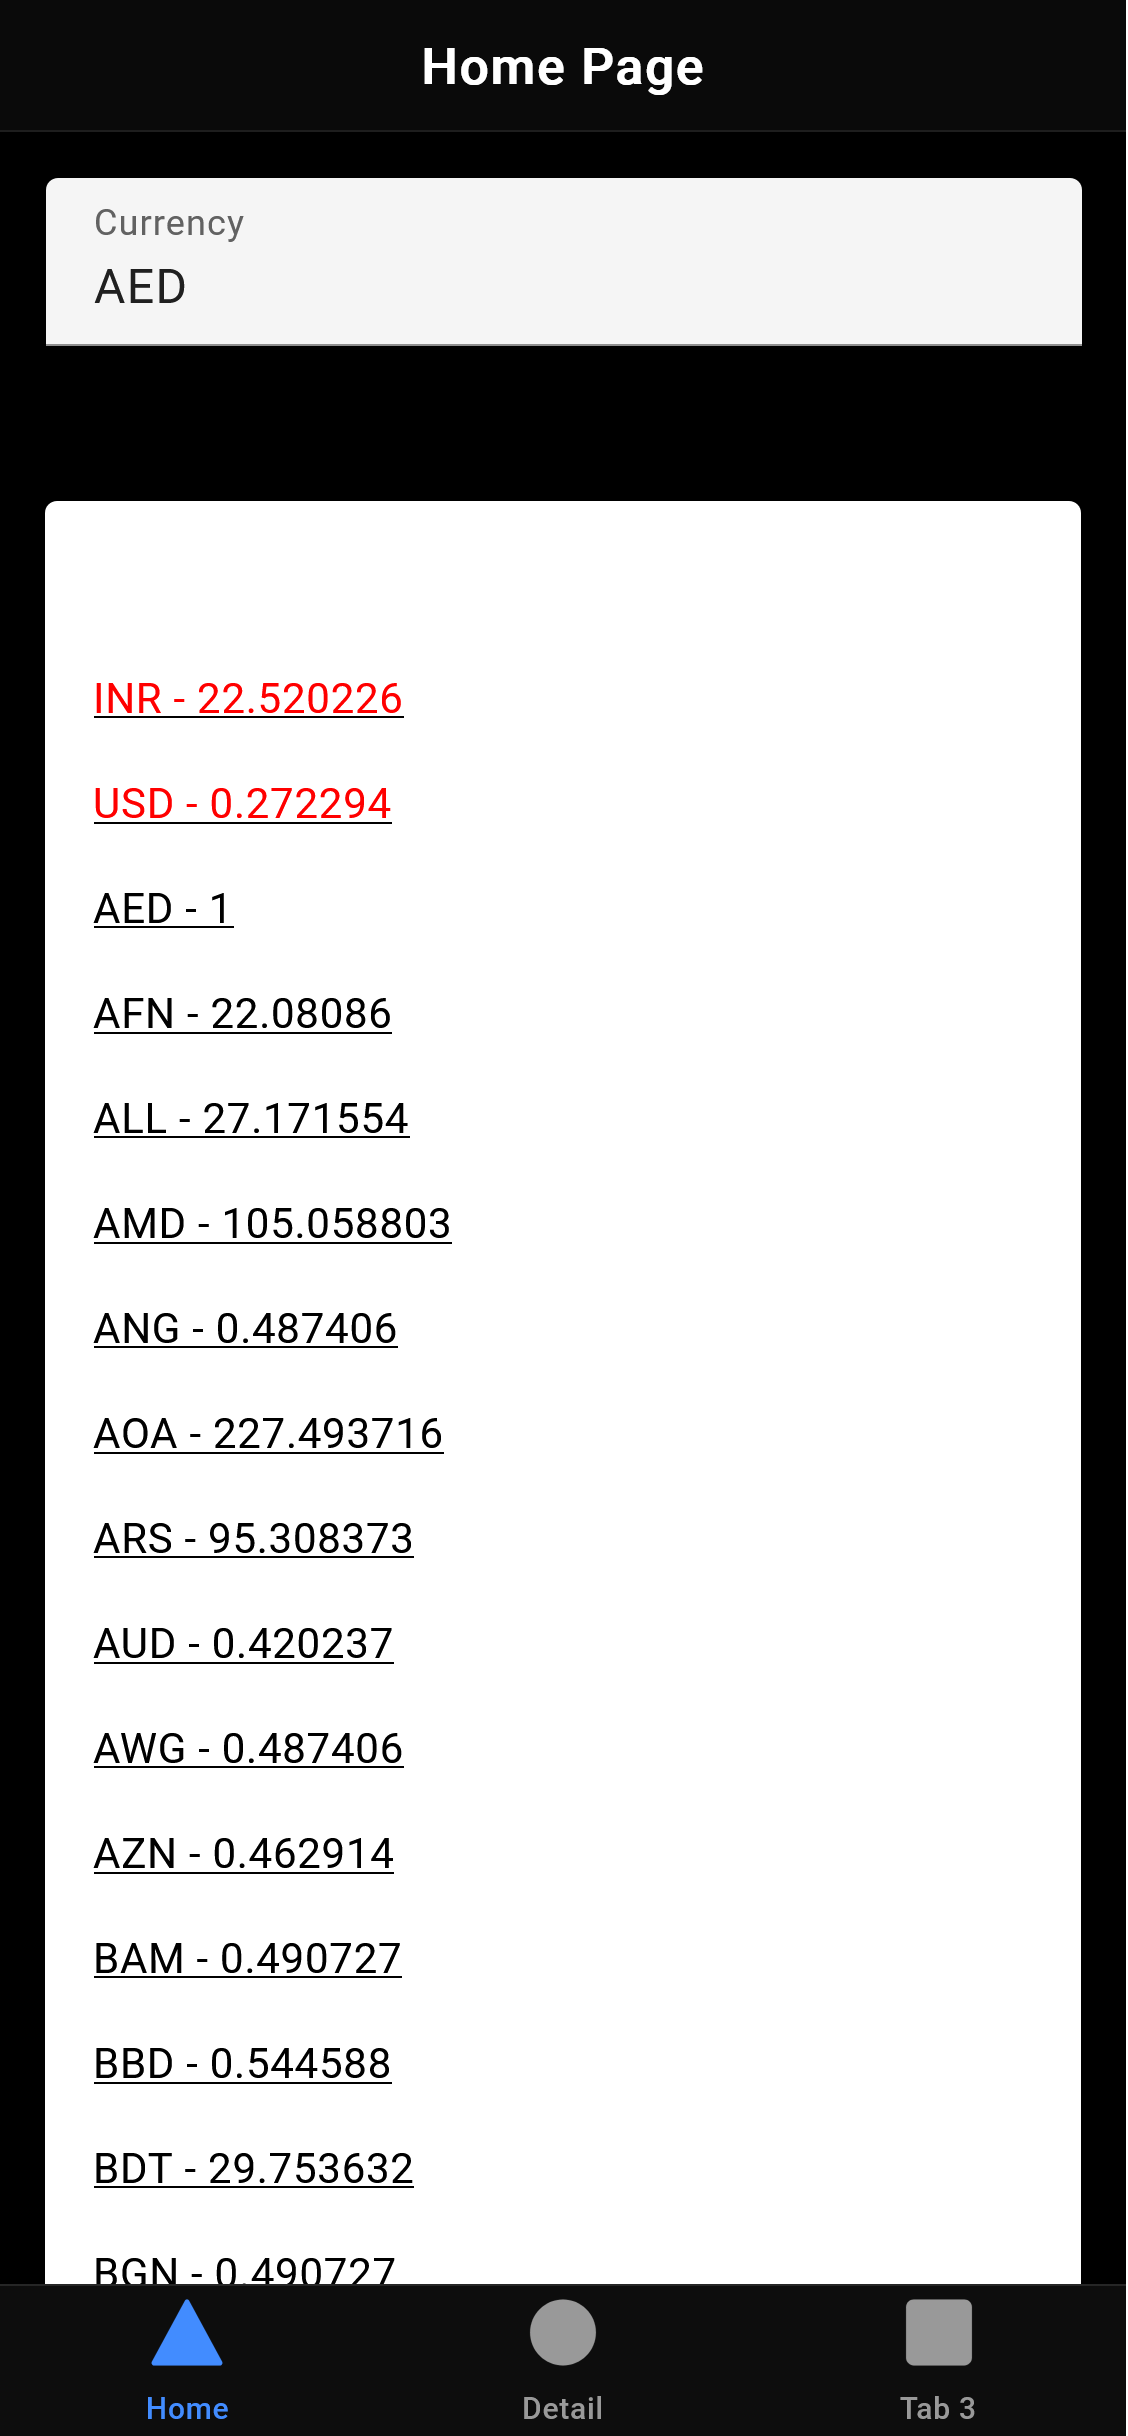 Home Page
Currency
AED
INR - 22.520226
USD - 0.272294
AED - 1
AFN - 22.08086
ALL - 27.171554
AMD - 105.058803
ANG - 0.487406
AOA - 227.493716
ARS - 95.308373
AUD - 0.420237
AWG - 0.487406
AZN - 0.462914
BAM - 0.490727
BBD - 0.544588
BDT - 29.753632
BGN - 0.490727
Home
Detail
Tab 3